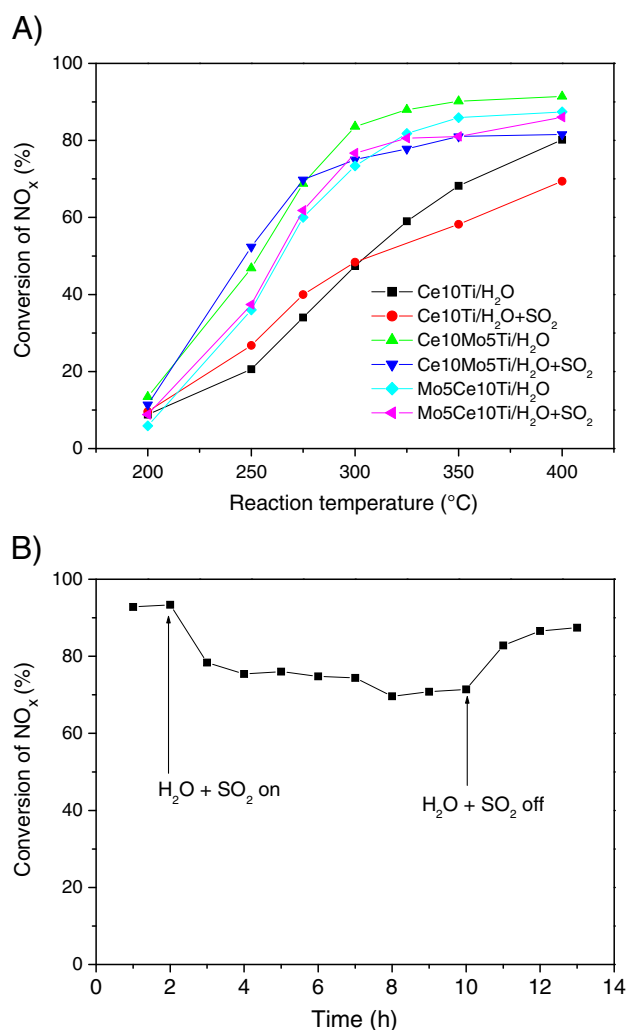 A)
100
80
60
40
20
0
Conversion of NOₓ (%)
Ce10Ti/H₂O
Ce10Ti/H₂O+SO₂
Ce10Mo5Ti/H₂O
Ce10Mo5Ti/H₂O+SO₂
Mo5Ce10Ti/H₂O
Mo5Ce10Ti/H₂O+SO₂
200 250 300 350 400
Reaction temperature (°C)
B)
100
80
60
40
20
0
Conversion of NOₓ (%)
H₂O + SO₂ on
H₂O + SO₂ off
0 2 4 6 8 10 12 14
Time (h)